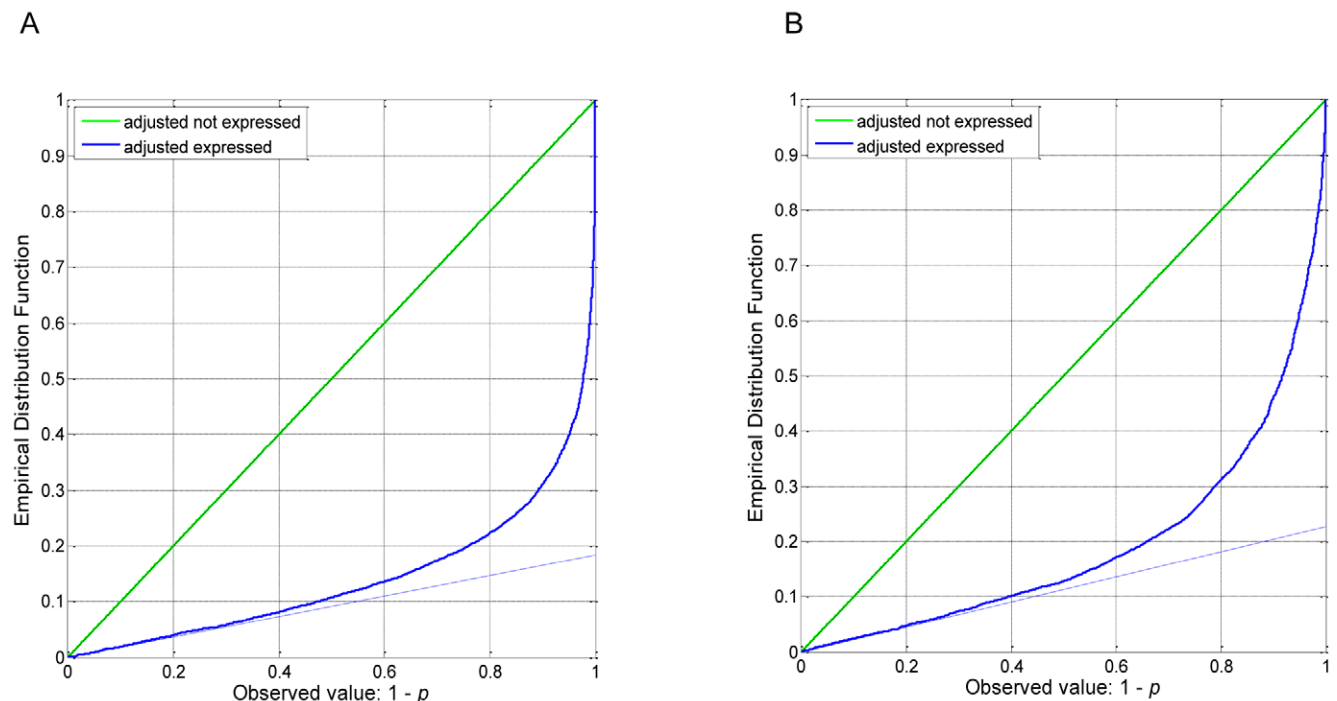 A
B
1
0.9
0.8
0.7
0.6
0.5
0.4
0.3
0.2
0.1
0
adjusted not expressed
adjusted expressed
Empirical Distribution Function
0 0.2 0.4 0.6 0.8 1
Observed value: 1 - p
1
0.9
0.8
0.7
0.6
0.5
0.4
0.3
0.2
0.1
0
adjusted not expressed
adjusted expressed
Empirical Distribution Function
0 0.2 0.4 0.6 0.8 1
Observed value: 1 - p